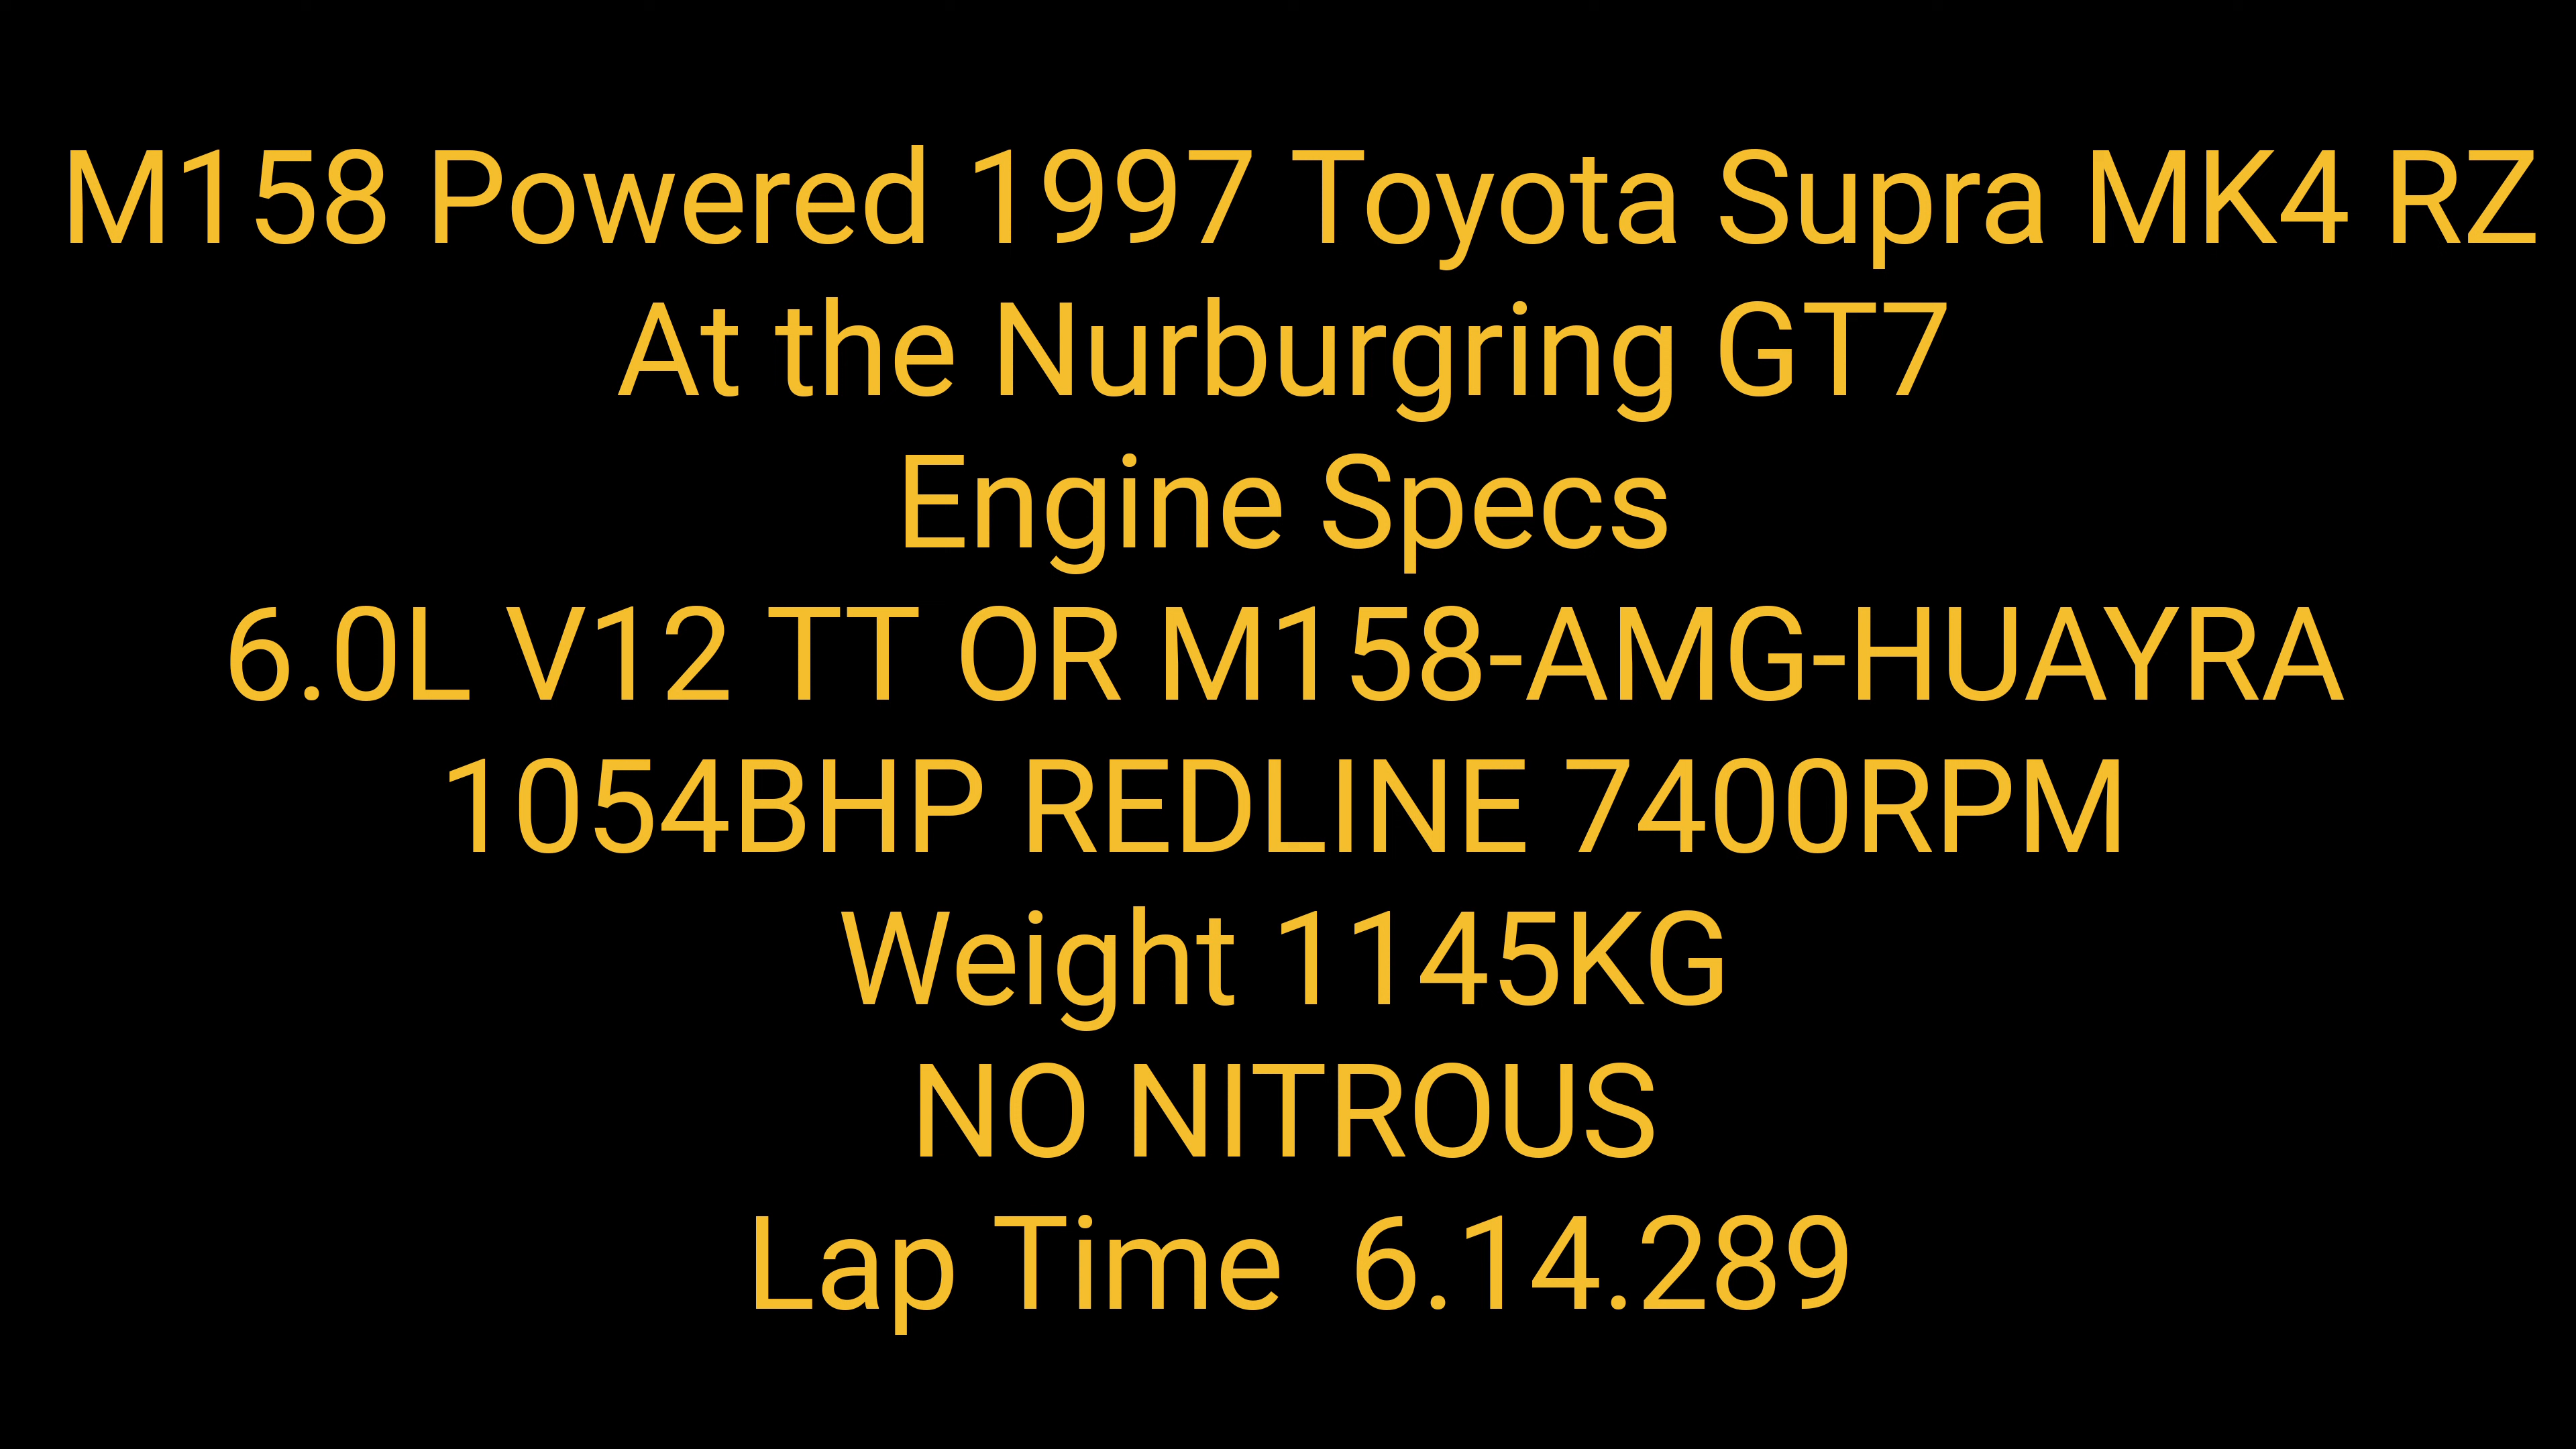 M158 Powered 1997 Toyota Supra MK4 RZ
At the Nurburgring GT7
Engine Specs
6.0L V12 TT OR M158-AMG-HUAYRA
1054BHP REDLINE 7400RPM
Weight 1145KG
NO NITROUS
Lap Time  6.14.289